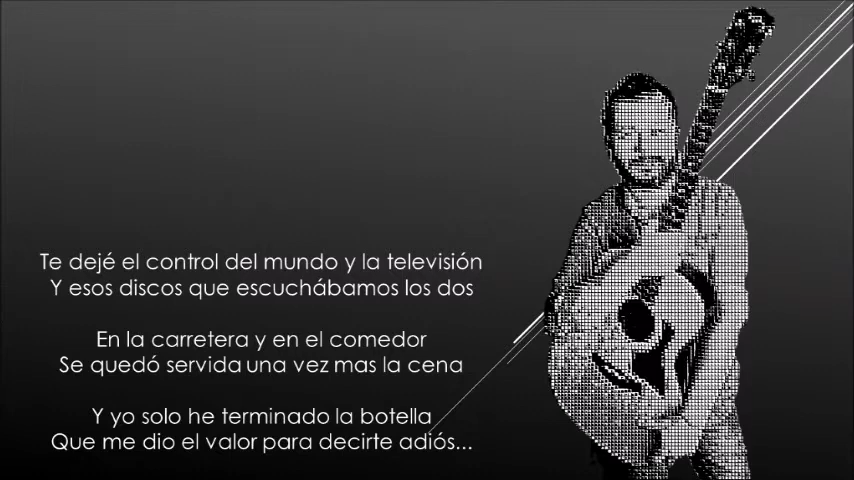 Te dejé el control del mundo y la televisión
Y esos discos que escuchábamos los dos
En la carretera y en el comedor
Se quedó servida una vez mas la cena
Y yo solo he terminado la botella
Que me dio el valor para decirte adiós...